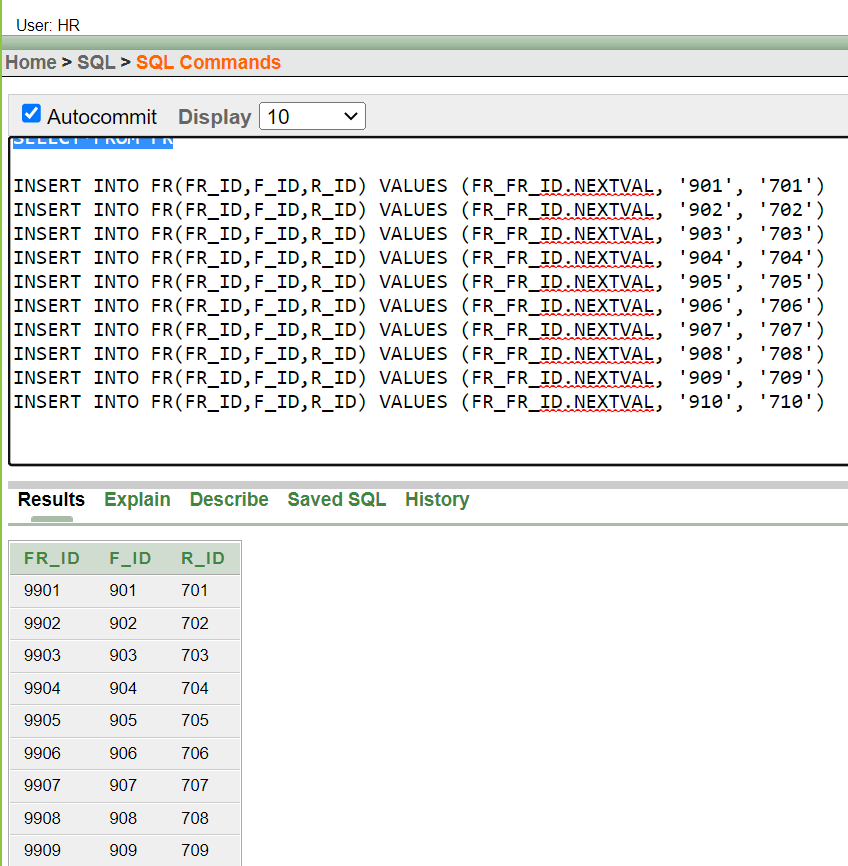 User: HR
Home > SQL > SQL Commands
Autocommit Display 10
SELECT*FROM FR
INSERT INTO FR(FR_ID,F_ID,R_ID) VALUES (FR_FR_ID.NEXTVAL, '901', '701')
INSERT INTO FR(FR_ID,F_ID,R_ID) VALUES (FR_FR_ID.NEXTVAL, '902', '702')
INSERT INTO FR(FR_ID,F_ID,R_ID) VALUES (FR_FR_ID.NEXTVAL, '903', '703')
INSERT INTO FR(FR_ID,F_ID,R_ID) VALUES (FR_FR_ID.NEXTVAL, '904', '704')
INSERT INTO FR(FR_ID,F_ID,R_ID) VALUES (FR_FR_ID.NEXTVAL, '905', '705')
INSERT INTO FR(FR_ID,F_ID,R_ID) VALUES (FR_FR_ID.NEXTVAL, '906', '706')
INSERT INTO FR(FR_ID,F_ID,R_ID) VALUES (FR_FR_ID.NEXTVAL, '907', '707')
INSERT INTO FR(FR_ID,F_ID,R_ID) VALUES (FR_FR_ID.NEXTVAL, '908', '708')
INSERT INTO FR(FR_ID,F_ID,R_ID) VALUES (FR_FR_ID.NEXTVAL, '909', '709')
INSERT INTO FR(FR_ID,F_ID,R_ID) VALUES (FR_FR_ID.NEXTVAL, '910', '710')
Results Explain Describe Saved SQL History
FR_ID F_ID R_ID
9901 901 701
9902 902 702
9903 903 703
9904 904 704
9905 905 705
9906 906 706
9907 907 707
9908 908 708
9909 909 709